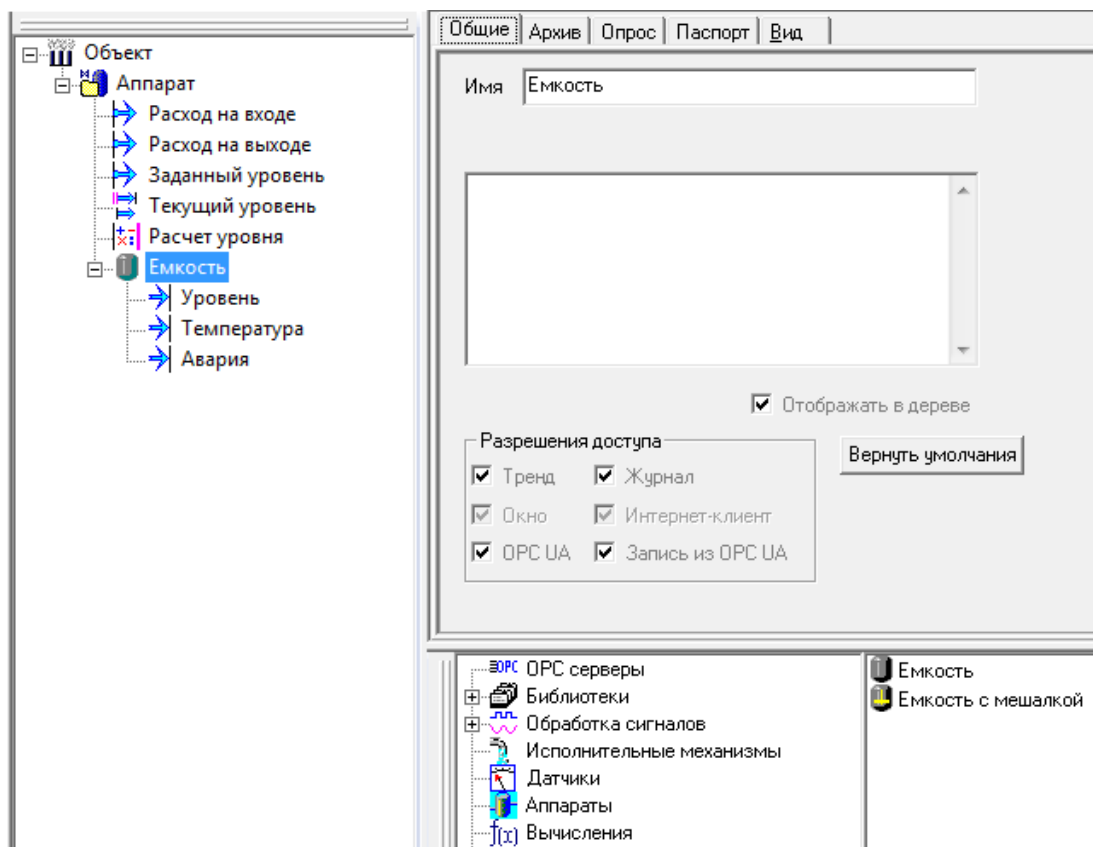 Объект
Аппарат
Расход на входе
Расход на выходе
Заданный уровень
Текущий уровень
Расчет уровня
Емкость
Уровень
Температура
Авария
Общие Архив Опрос Паспорт Вид
Имя Емкость
Отображать в дереве
Разрешения доступа
Вернуть умолчания
Тренд Журнал
Окно Интернет-клиент
OPC UA Запись из OPC UA
OPC OPC серверы
Библиотеки
Обработка сигналов
Исполнительные механизмы
Датчики
Аппараты
f(x) Вычисления
Емкость
Емкость с мешалкой